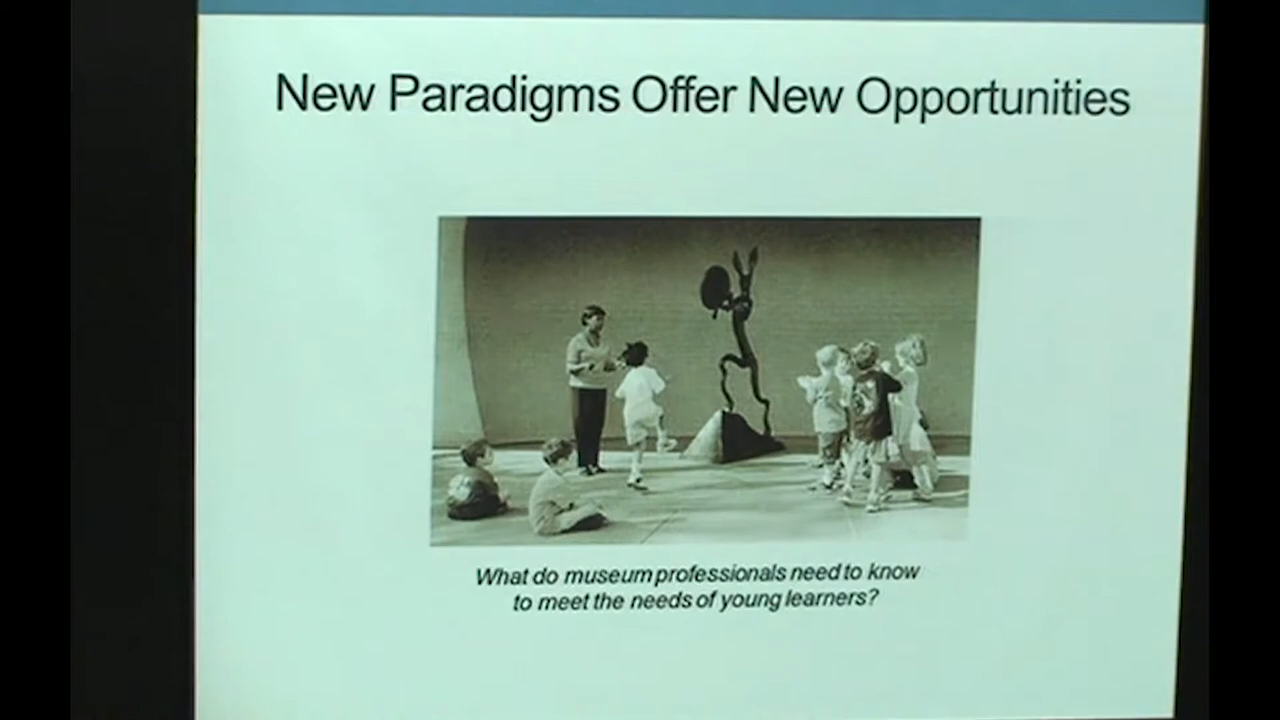 New Paradigms Offer New Opportunities
What do museum professionals need to know
to meet the needs of young learners?